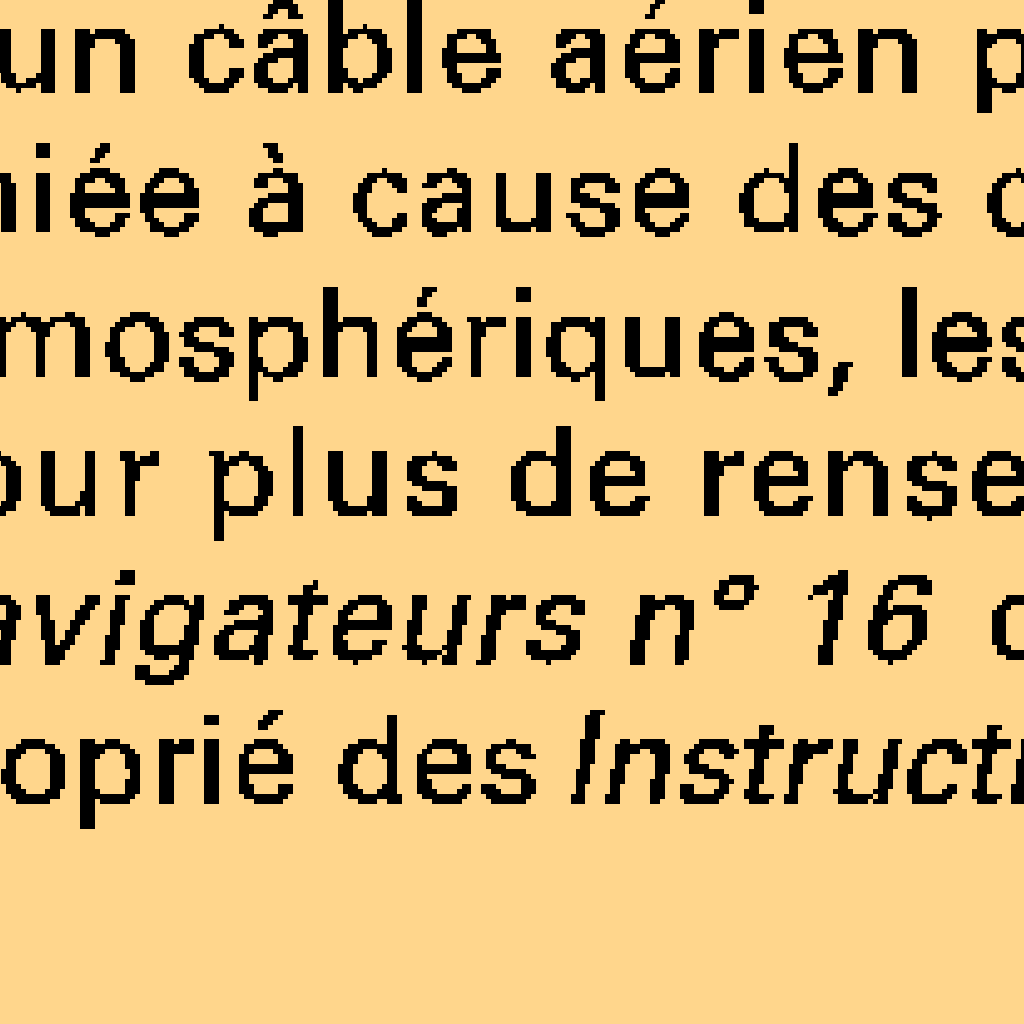 un câble aérien p
niée à cause des c
mosphériques, les
our plus de rense
avigateurs n° 16 d
oprié des Instructi